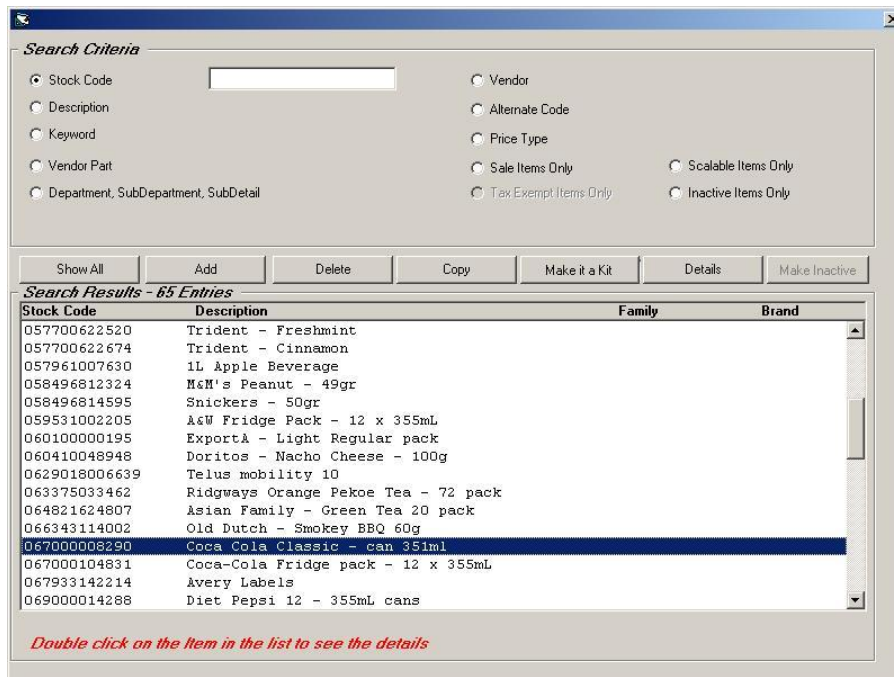 Search Criteria
Stock Code
Vendor
Description
Alternate Code
Keyword
Price Type
Vendor Part
Sale Items Only
Scalable Items Only
Department, SubDepartment, SubDetail
Tax Exempt Items Only
Inactive Items Only
Show All Add Delete Copy Make it a Kit Details Make Inactive
Search Results - 65 Entries
Stock Code Description Family Brand
057700622520 Trident - Freshmint
057700622674 Trident - Cinnamon
057961007630 1L Apple Beverage
058496812324 M&M's Peanut - 49gr
058496814595 Snickers - 50gr
059531002205 A&W Fridge Pack - 12 x 355mL
060100000195 ExportA - Light Regular pack
060410048948 Doritos - Nacho Cheese - 100g
0629018006639 Telus mobility 10
063375033462 Ridgways Orange Pekoe Tea - 72 pack
064821624807 Asian Family - Green Tea 20 pack
066343114002 Old Dutch - Smokey BBQ 60g
067000008290 Coca Cola Classic - can 351ml
067000104831 Coca-Cola Fridge pack - 12 x 355mL
067933142214 Avery Labels
069000014288 Diet Pepsi 12 - 355mL cans
Double click on the Item in the list to see the details